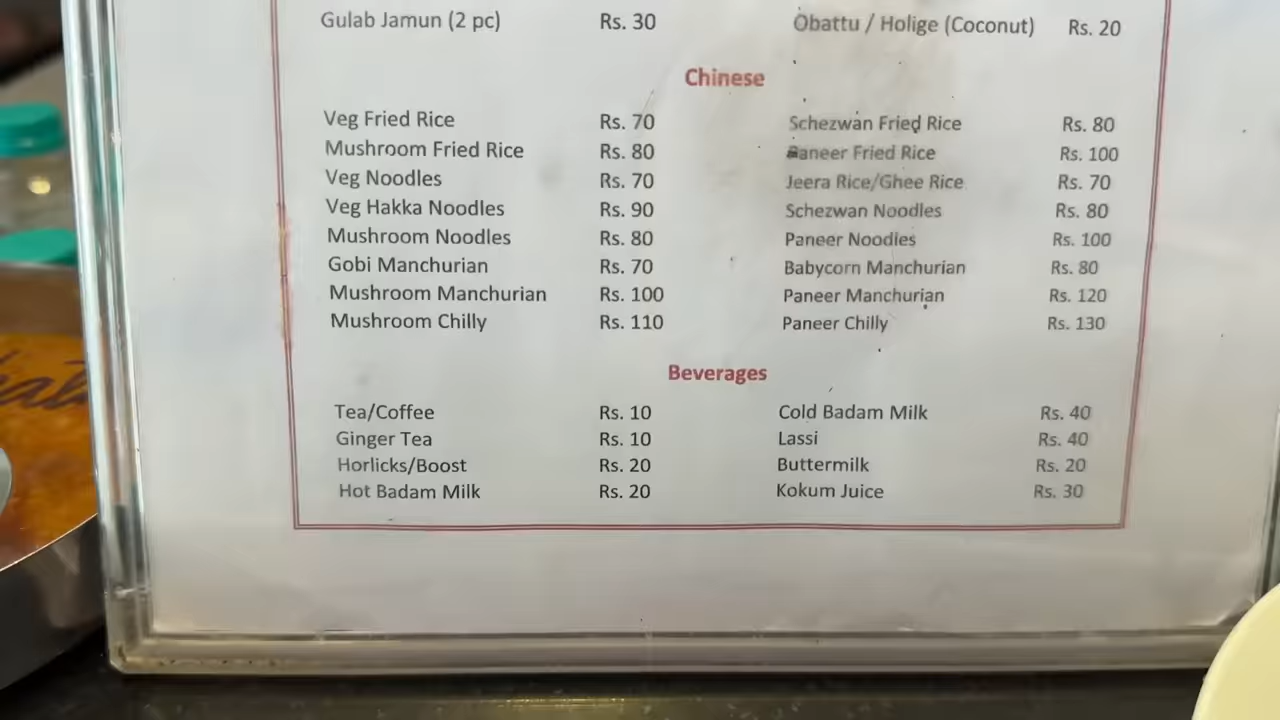 Gulab Jamun (2 pc) Rs. 30 Obattu / Holige (Coconut) Rs. 20
Chinese
Veg Fried Rice Rs. 70 Schezwan Fried Rice Rs. 80
Mushroom Fried Rice Rs. 80 Paneer Fried Rice Rs. 100
Veg Noodles Rs. 70 Jeera Rice/Ghee Rice Rs. 70
Veg Hakka Noodles Rs. 90 Schezwan Noodles Rs. 80
Mushroom Noodles Rs. 80 Paneer Noodles Rs. 100
Gobi Manchurian Rs. 70 Babycorn Manchurian Rs. 80
Mushroom Manchurian Rs. 100 Paneer Manchurian Rs. 120
Mushroom Chilly Rs. 110 Paneer Chilly Rs. 130
Beverages
Tea/Coffee Rs. 10 Cold Badam Milk Rs. 40
Ginger Tea Rs. 10 Lassi Rs. 40
Horlicks/Boost Rs. 20 Buttermilk Rs. 20
Hot Badam Milk Rs. 20 Kokum Juice Rs. 30